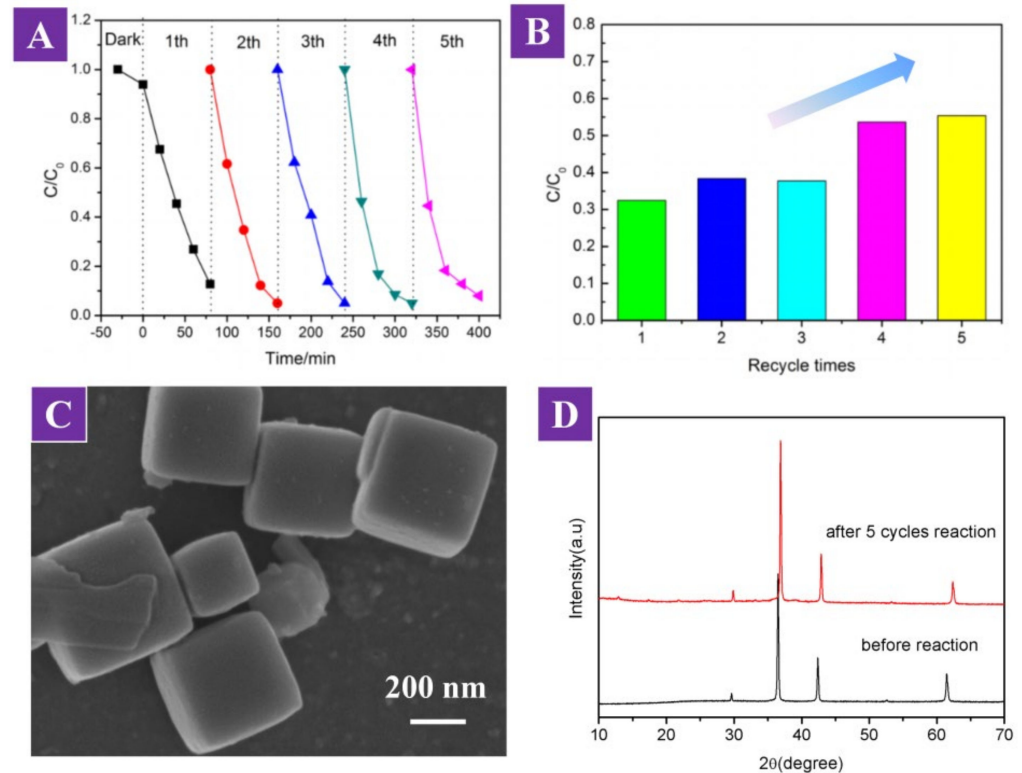 A
Dark 1th 2th 3th 4th 5th
1.2
1.0
0.8
0.6
0.4
0.2
0.0
C/C0
-50 0 50 100 150 200 250 300 350 400
Time/min
B
0.8
0.7
0.6
0.5
0.4
0.3
0.2
0.1
0.0
C/C0
1 2 3 4 5
Recycle times
C
200 nm
D
Intensity(a.u)
after 5 cycles reaction
before reaction
10 20 30 40 50 60 70
2θ(degree)